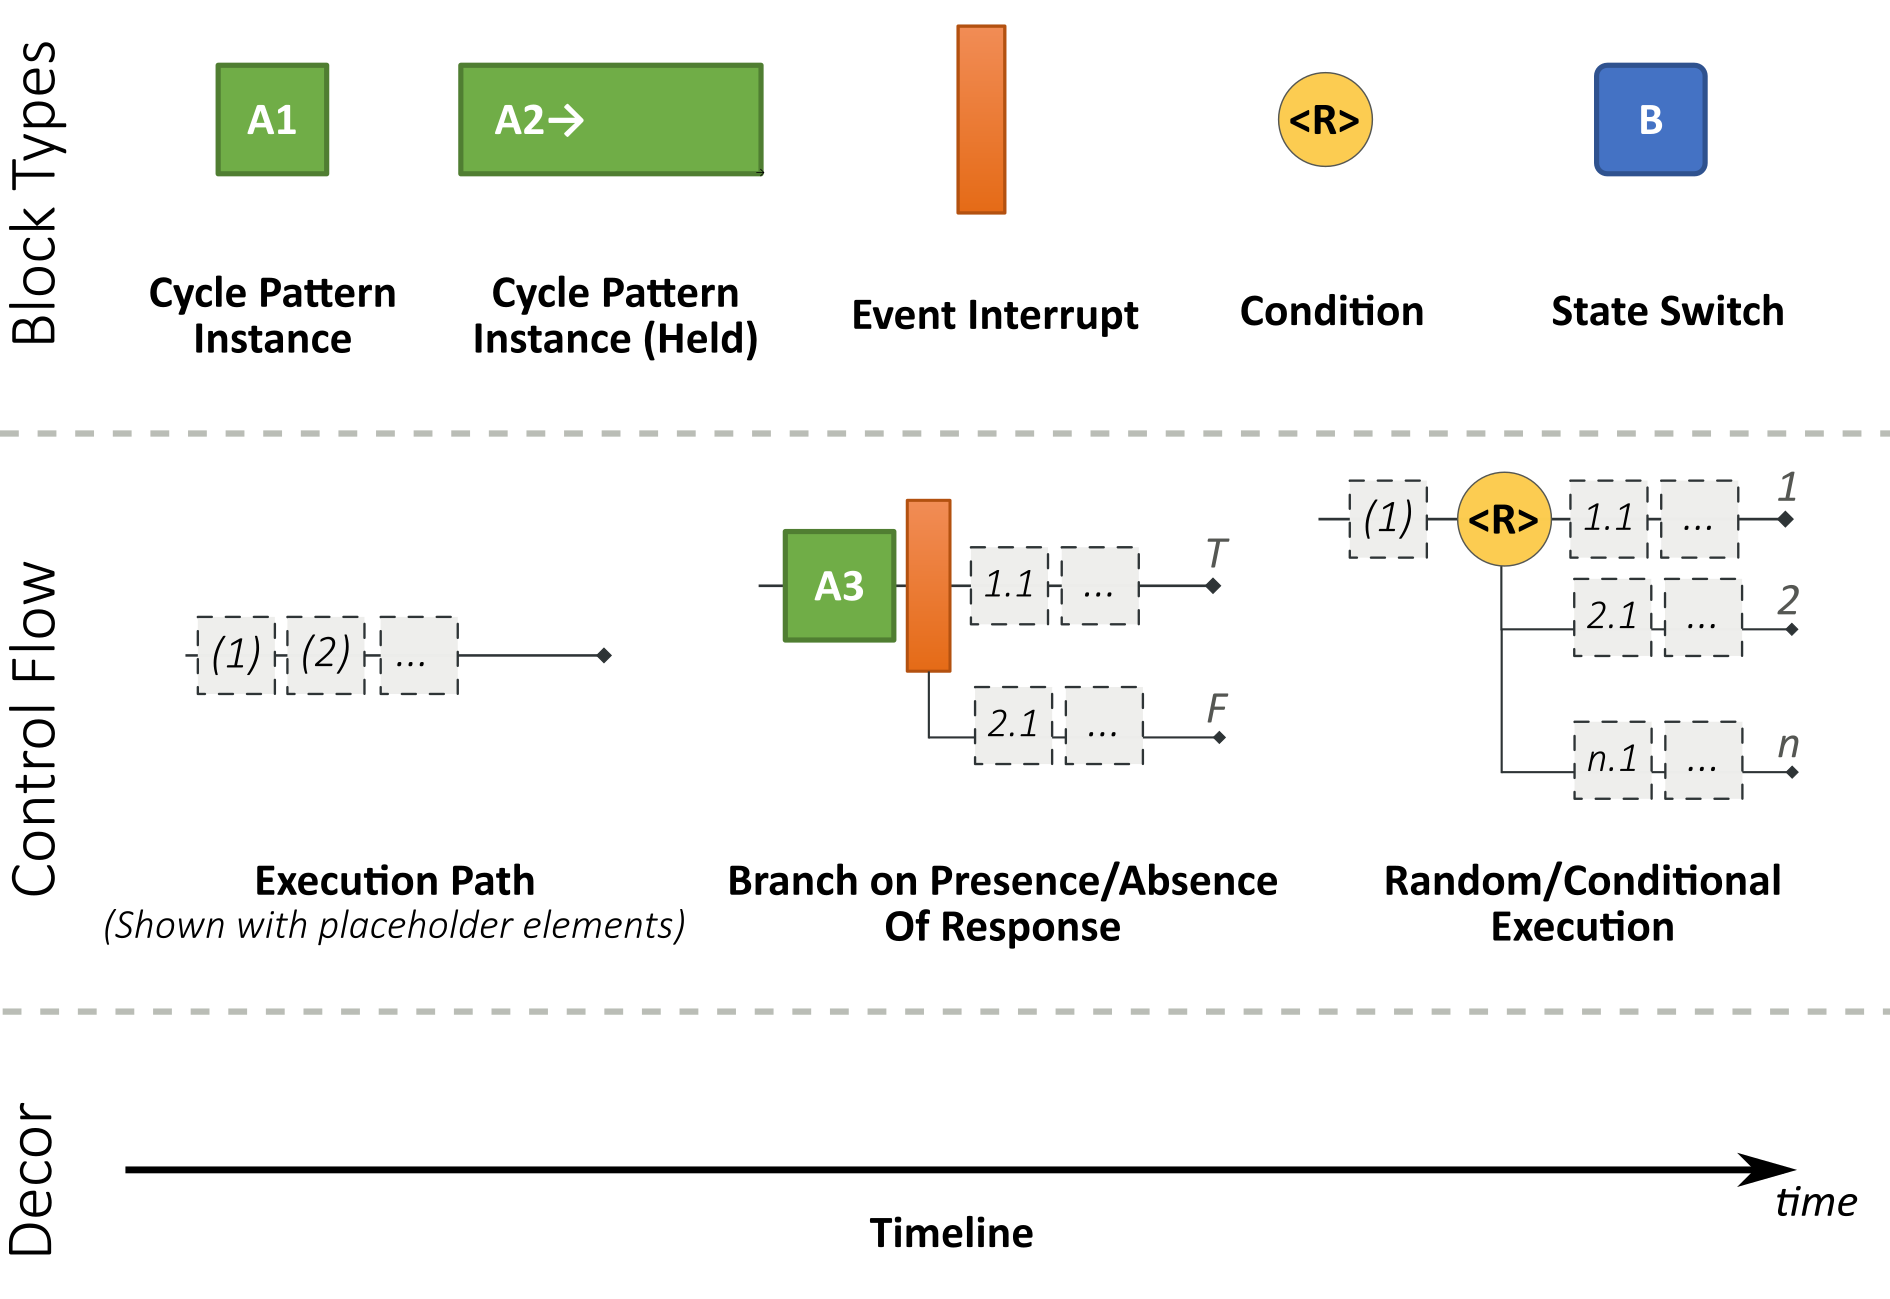 Block Types
A1
A2→
<R>
B
Cycle Pattern
Instance
Cycle Pattern
Instance (Held)
Event Interrupt
Condition
State Switch
Control Flow
(1) (2) ...
A3
1.1 ... T
2.1 ... F
(1) <R> 1.1 ... 1
2.1 ... 2
n.1 ... n
Execution Path
(Shown with placeholder elements)
Branch on Presence/Absence
Of Response
Random/Conditional
Execution
Decor
time
Timeline